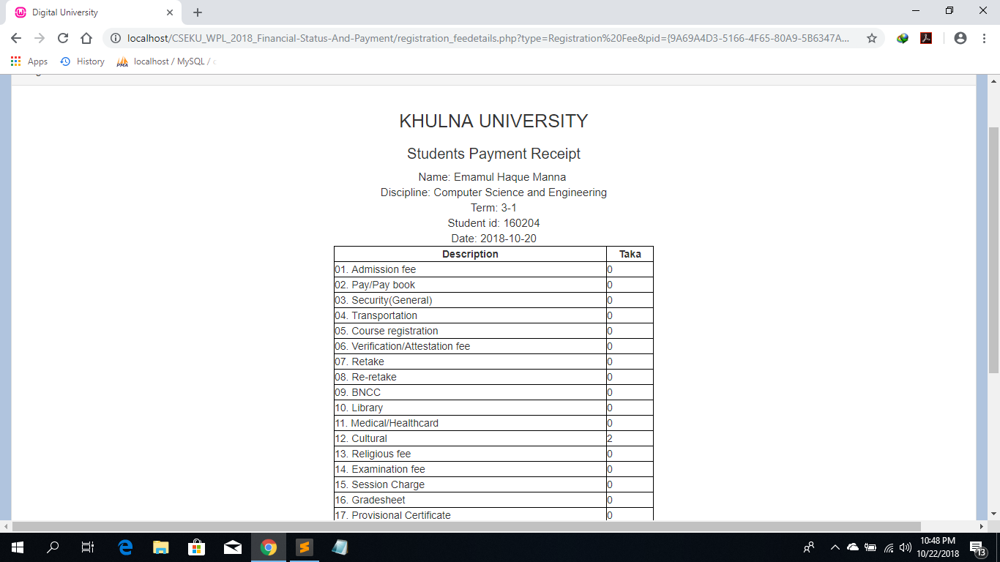 Digital University
localhost/CSEKU_WPL_2018_Financial-Status-And-Payment/registration_feedetails.php?type=Registration%20Fee&pid={9A69A4D3-5166-4F65-80A9-5B6347A...
Apps History localhost / MySQL /
KHULNA UNIVERSITY
Students Payment Receipt
Name: Emamul Haque Manna
Discipline: Computer Science and Engineering
Term: 3-1
Student id: 160204
Date: 2018-10-20
Description Taka
01. Admission fee 0
02. Pay/Pay book 0
03. Security(General) 0
04. Transportation 0
05. Course registration 0
06. Verification/Attestation fee 0
07. Retake 0
08. Re-retake 0
09. BNCC 0
10. Library 0
11. Medical/Healthcard 0
12. Cultural 2
13. Religious fee 0
14. Examination fee 0
15. Session Charge 0
16. Gradesheet 0
17. Provisional Certificate 0
10:48 PM
10/22/2018
13